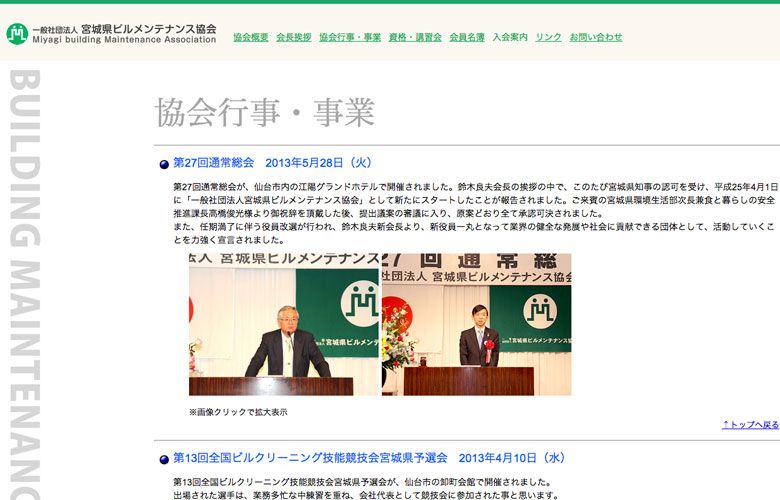 一般社団法人 宮城県ビルメンテナンス協会
Miyagi building Maintenance Association
協会概要 会長挨拶 協会行事・事業 資格・講習会 会員名簿 入会案内 リンク お問い合わせ
BUILDING MAINTENANC
協会行事・事業
第27回通常総会 2013年5月28日（火）
第27回通常総会が、仙台市内の江陽グランドホテルで開催されました。鈴木良夫会長の挨拶の中で、このたび宮城県知事の認可を受け、平成25年4月1日
に「一般社団法人宮城県ビルメンテナンス協会」として新たにスタートしたことが報告されました。ご来賓の宮城県環境生活部次長兼食と暮らしの安全
推進課長高橋俊光様より御祝辞を頂戴した後、提出議案の審議に入り、原案どおり全て承認可決されました。
また、任期満了に伴う役員改選が行われ、鈴木良夫新会長より、新役員一丸となって業界の健全な発展や社会に貢献できる団体として、活動していくこ
とを力強く宣言されました。
27
法人 宮城県ビルメンテナンス
宮城県ビルメンテナンス協会
27回通常総
社団法人 宮城県ビルメンテナンス協会
宮城県ビルメンテナンス協
※画像クリックで拡大表示
↑トップへ戻る
第13回全国ビルクリーニング技能競技会宮城県予選会 2013年4月10日（水）
第13回全国ビルクリーニング技能競技会宮城県予選会が、仙台市の卸町会館で開催されました。
出場された選手は、業務多忙な中練習を重ね、会社代表として競技会に参加された事と思います。